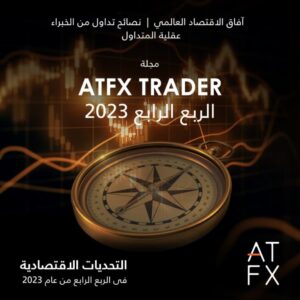 آفاق الاقتصاد العالمي | نصائح تداول من الخبراء
عقلية المتداول
مجلة
ATFX TRADER
الربع الرابع 2023
التحديات الاقتصادية
في الربع الرابع من عام 2023
AT
FX